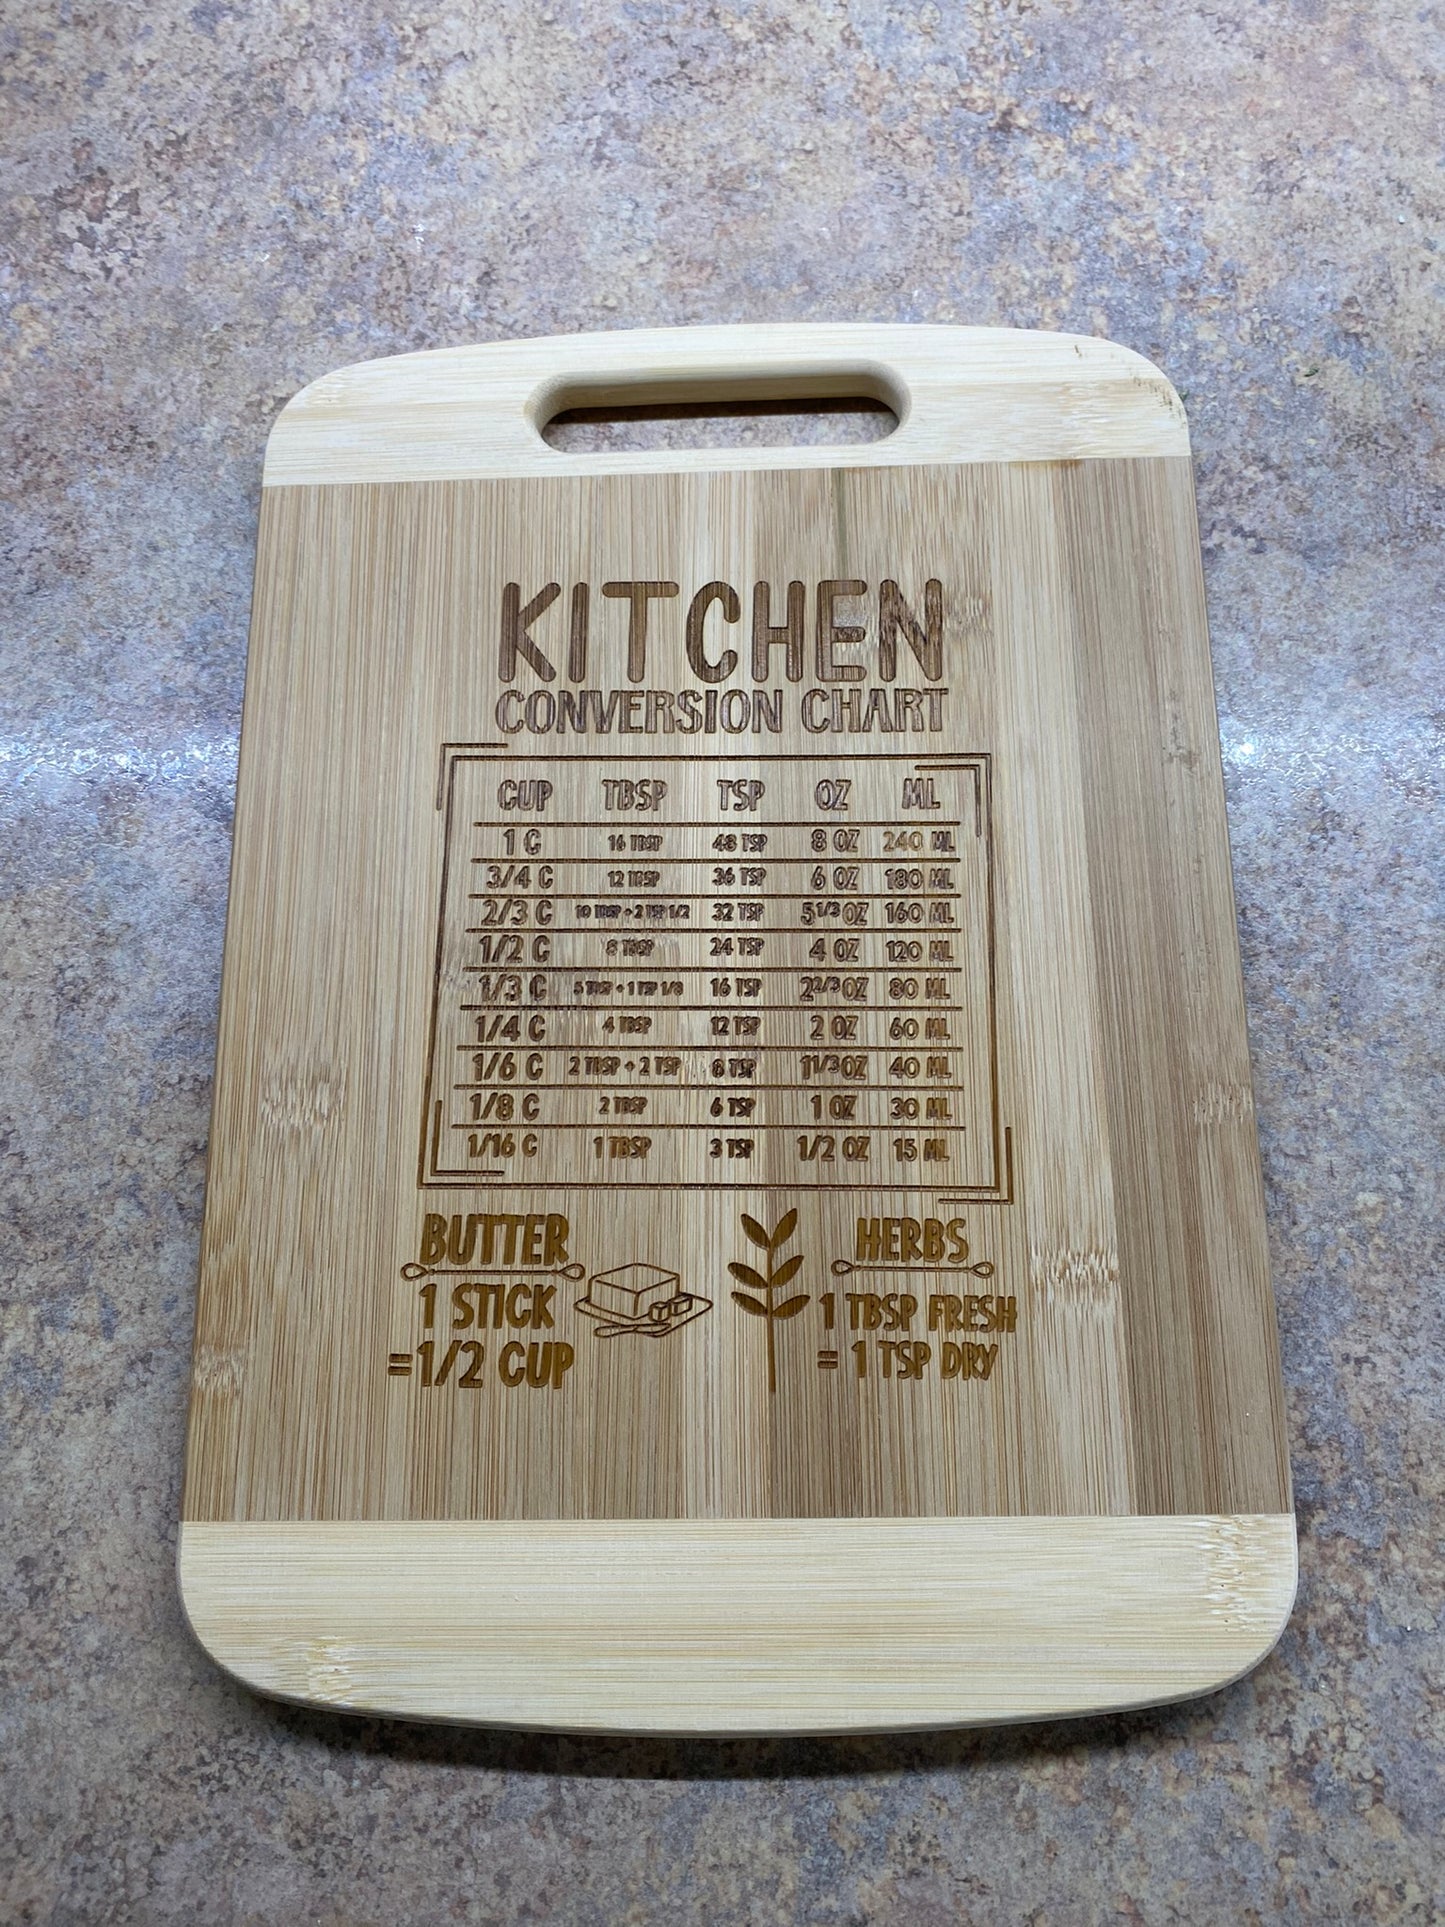 KITCHEN
CONVERSION CHART
CUP TBSP TSP OZ ML
1 C 16 TBSP 48 TSP 8 OZ 240 ML
3/4 C 12 TBSP 36 TSP 6 OZ 180 ML
2/3 C 10 TBSP + 2 TSP 1/2 32 TSP 5 1/3 OZ 160 ML
1/2 C 8 TBSP 24 TSP 4 OZ 120 ML
1/3 C 5 TBSP + 1 TSP 1/8 16 TSP 2 2/3 OZ 80 ML
1/4 C 4 TBSP 12 TSP 2 OZ 60 ML
1/6 C 2 TBSP + 2 TSP 8 TSP 1 1/3 OZ 40 ML
1/8 C 2 TBSP 6 TSP 1 OZ 30 ML
1/16 C 1 TBSP 3 TSP 1/2 OZ 15 ML
BUTTER
1 STICK
=1/2 CUP
HERBS
1 TBSP FRESH
= 1 TSP DRY